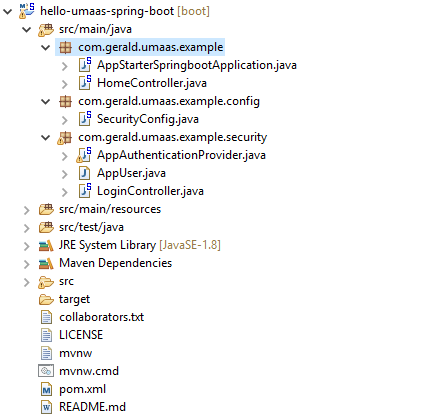 hello-umaas-spring-boot [boot]
src/main/java
com.gerald.umaas.example
AppStarterSpringbootApplication.java
HomeController.java
com.gerald.umaas.example.config
SecurityConfig.java
com.gerald.umaas.example.security
AppAuthenticationProvider.java
AppUser.java
LoginController.java
src/main/resources
src/test/java
JRE System Library [JavaSE-1.8]
Maven Dependencies
src
target
collaborators.txt
LICENSE
mvnw
mvnw.cmd
pom.xml
README.md